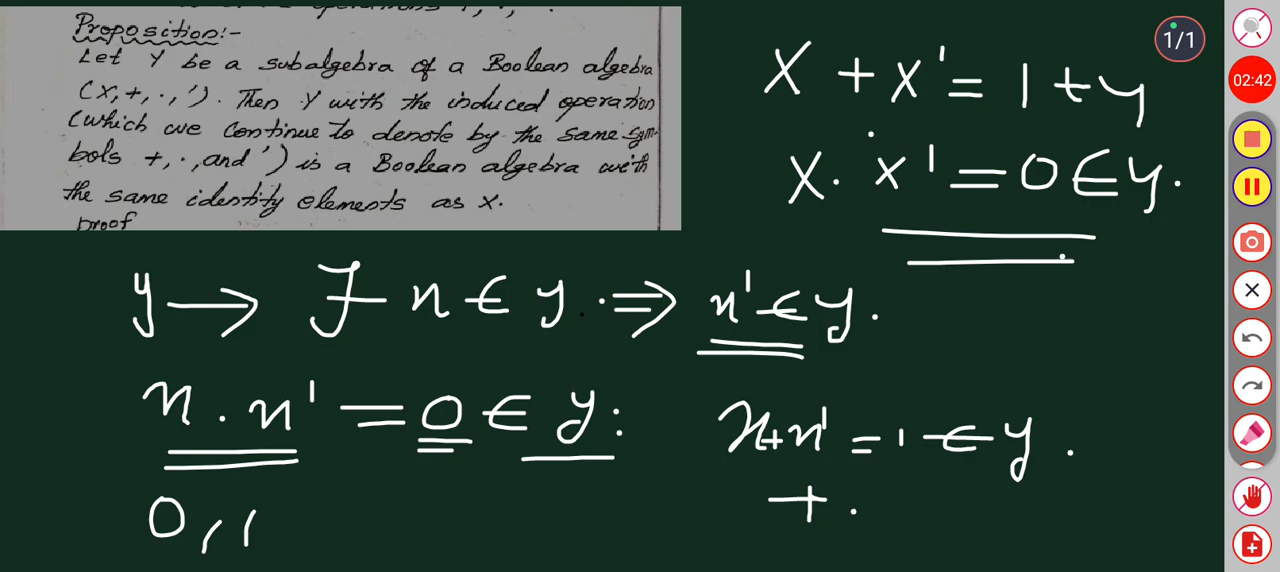 Proposition:-
Let Y be a subalgebra of a Boolean algebra
(X, +, ., '). Then Y with the induced operation
(which we continue to denote by the same sym-
bols +, ., and ') is a Boolean algebra with
the same identity elements as X.
Proof
X + x' = 1 + y
X . x' = 0 ∈ y.
y → If n ∈ y. ⇒ n' ∈ y.
n . n' = 0 ∈ y:
n + n' = 1 ∈ y.
0, 1
+ .
1/1
02:42